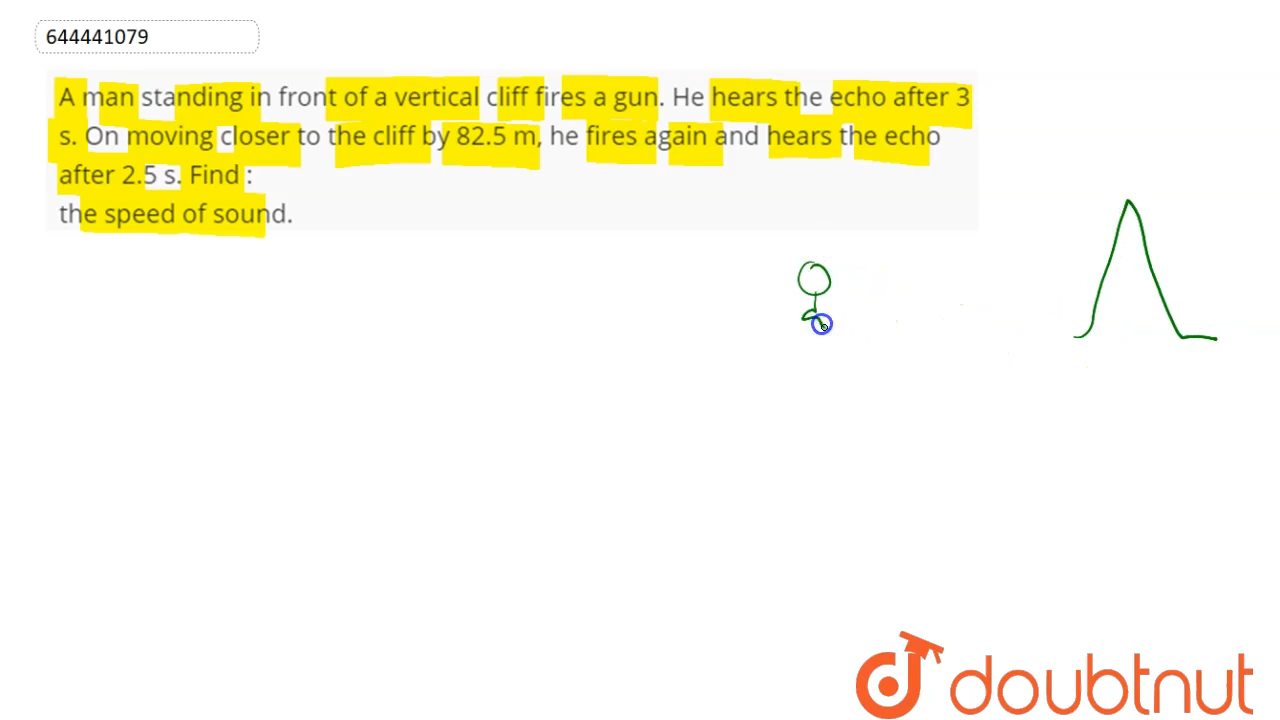 644441079
A man standing in front of a vertical cliff fires a gun. He hears the echo after 3
s. On moving closer to the cliff by 82.5 m, he fires again and hears the echo
after 2.5 s. Find :
the speed of sound.
doubtnut